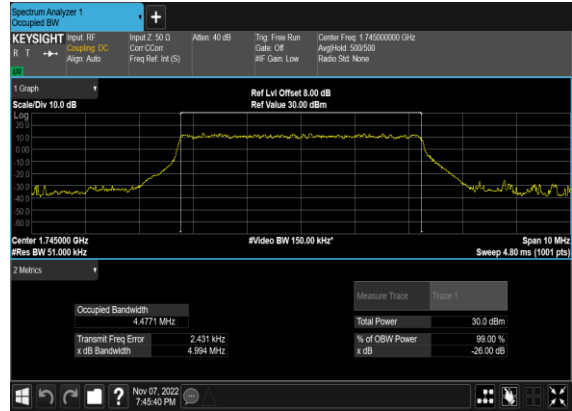 Spectrum Analyzer 1
Occupied BW
+
KEYSIGHT Input: RF Input Z: 50 Ω Atten: 40 dB Trig: Free Run Center Freq: 1.745000000 GHz
R T Coupling: DC Corr CCorr Gate: Off Avg|Hold: 500/500
Align: Auto Freq Ref: Int (S) #IF Gain: Low Radio Std: None
1 Graph
Ref Lvl Offset 8.00 dB
Scale/Div 10.0 dB Ref Value 30.00 dBm
Log
20.0
10.0
0.00
-10.0
-20.0
-30.0
-40.0
-50.0
-60.0
Center 1.745000 GHz #Video BW 150.00 kHz* Span 10 MHz
#Res BW 51.000 kHz Sweep 4.80 ms (1001 pts)
2 Metrics
Measure Trace Trace 1
Occupied Bandwidth
4.4771 MHz
Total Power 30.0 dBm
Transmit Freq Error 2.431 kHz % of OBW Power 99.00 %
x dB Bandwidth 4.994 MHz x dB -26.00 dB
? Nov 07, 2022
7:45:40 PM